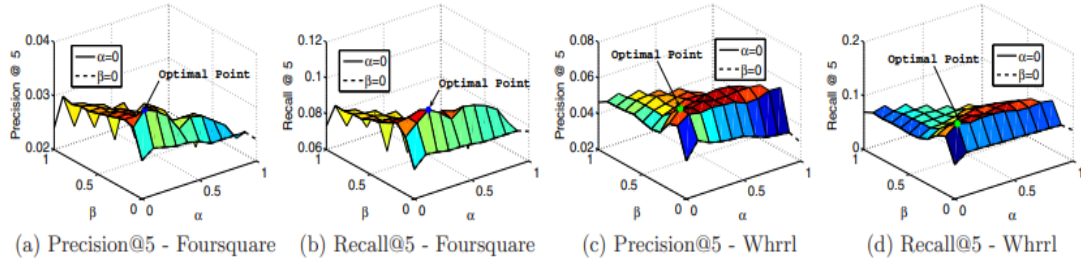 0.04
0.03
0.02
1
0.5
0
0
0.5
1
Precision @ 5
β
α
α=0
β=0
Optimal Point
(a) Precision@5 - Foursquare
0.12
0.1
0.08
0.06
1
0.5
0
0
0.5
1
Recall @ 5
β
α
α=0
β=0
Optimal Point
(b) Recall@5 - Foursquare
0.08
0.06
0.04
0.02
1
0.5
0
0
0.5
1
Precision @ 5
β
α
α=0
β=0
Optimal Point
(c) Precision@5 - Whrrl
0.2
0.1
0
1
0.5
0
0
0.5
1
Recall @ 5
β
α
α=0
β=0
Optimal Point
(d) Recall@5 - Whrrl